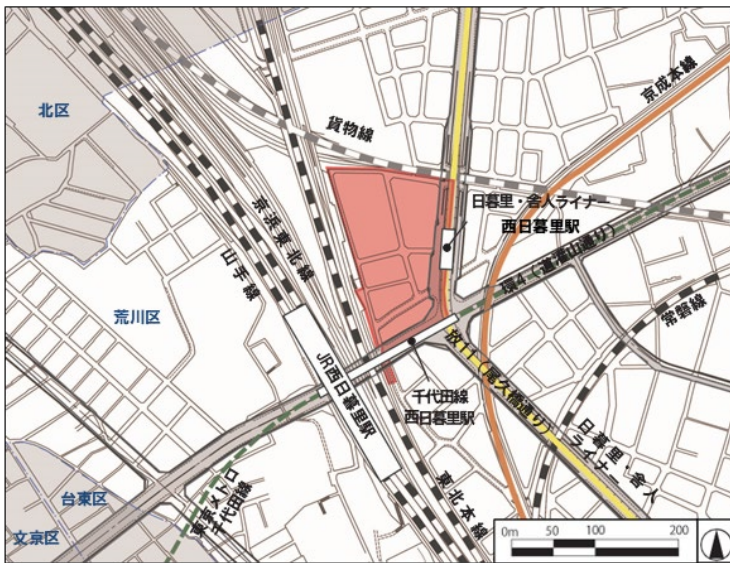 北区
貨物線
京成本線
日暮里・舎人ライナー
西日暮里駅
京浜東北線
山手線
環4（道灌山通り）
荒川区
常磐線
JR西日暮里駅
放11（尾久橋通り）
千代田線
西日暮里駅
日暮里・舎人
ライナー
東北本線
東京メトロ
千代田線
台東区
文京区
0m 50 100 200